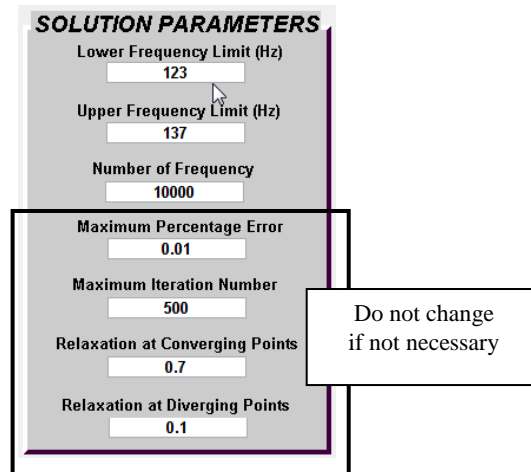 SOLUTION PARAMETERS
Lower Frequency Limit (Hz)
123
Upper Frequency Limit (Hz)
137
Number of Frequency
10000
Maximum Percentage Error
0.01
Maximum Iteration Number
500
Relaxation at Converging Points
0.7
Relaxation at Diverging Points
0.1
Do not change
if not necessary